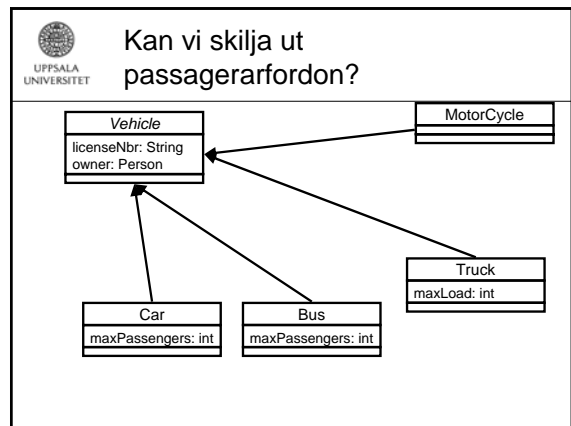 UPPSALA
UNIVERSITET
Kan vi skilja ut
passagerarfordon?
Vehicle
licenseNbr: String
owner: Person
MotorCycle
Truck
maxLoad: int
Car
maxPassengers: int
Bus
maxPassengers: int